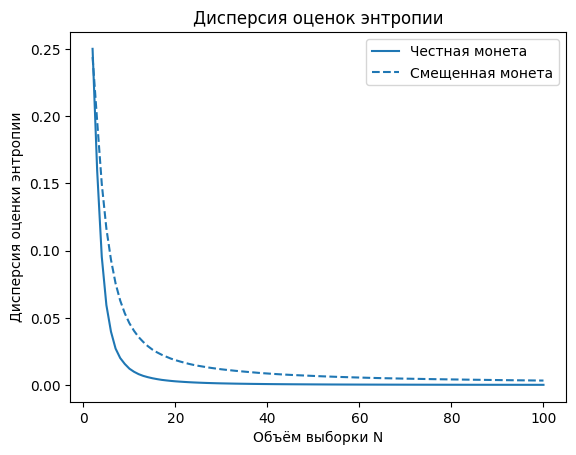 Дисперсия оценок энтропии
Честная монета
Смещенная монета
Дисперсия оценки энтропии
0.25
0.20
0.15
0.10
0.05
0.00
0 20 40 60 80 100
Объём выборки N